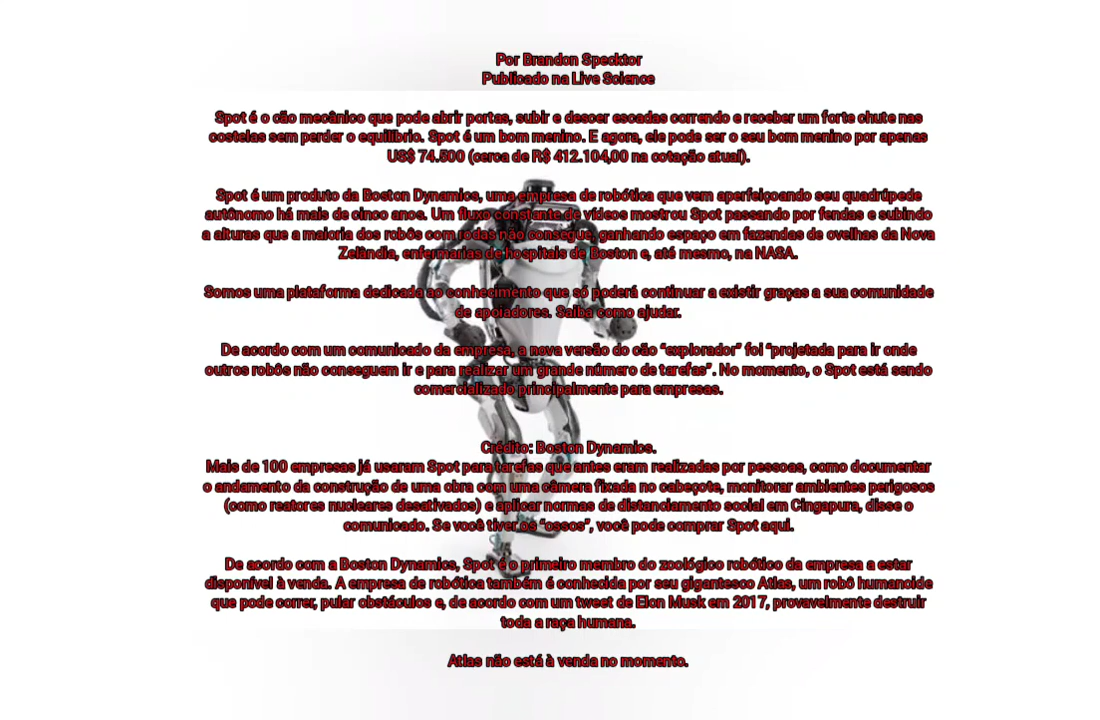 Por Brandon Specktor
Publicado na Live Science
Spot é o cão mecânico que pode abrir portas, subir e descer escadas correndo e receber um forte chute nas
costelas sem perder o equilíbrio. Spot é um bom menino. E agora, ele pode ser o seu bom menino por apenas
US$ 74.500 (cerca de R$ 412.104,00 na cotação atual).
Spot é um produto da Boston Dynamics, uma empresa de robótica que vem aperfeiçoando seu quadrúpede
autônomo há mais de cinco anos. Um fluxo constante de vídeos mostrou Spot passando por fendas e subindo
a alturas que a maioria dos robôs com rodas não consegue, ganhando espaço em fazendas de ovelhas da Nova
Zelândia, enfermarias de hospitais de Boston e, até mesmo, na NASA.
Somos uma plataforma dedicada ao conhecimento que só poderá continuar a existir graças a sua comunidade
de apoiadores. Saiba como ajudar.
De acordo com um comunicado da empresa, a nova versão do cão “explorador” foi “projetada para ir onde
outros robôs não conseguem ir e para realizar um grande número de tarefas”. No momento, o Spot está sendo
comercializado principalmente para empresas.
Crédito: Boston Dynamics.
Mais de 100 empresas já usaram Spot para tarefas que antes eram realizadas por pessoas, como documentar
o andamento da construção de uma obra com uma câmera fixada no cabeçote, monitorar ambientes perigosos
(como reatores nucleares desativados) e aplicar normas de distanciamento social em Cingapura, disse o
comunicado. Se você tiver os “ossos”, você pode comprar Spot aqui.
De acordo com a Boston Dynamics, Spot é o primeiro membro do zoológico robótico da empresa a estar
disponível à venda. A empresa de robótica também é conhecida por seu gigantesco Atlas, um robô humanoide
que pode correr, pular obstáculos e, de acordo com um tweet de Elon Musk em 2017, provavelmente destruir
toda a raça humana.
Atlas não está à venda no momento.